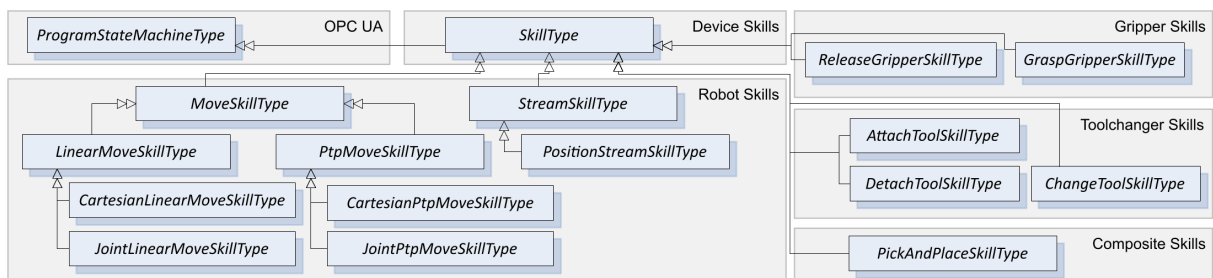 OPC UA
ProgramStateMachineType
Device Skills
SkillType
Gripper Skills
ReleaseGripperSkillType
GraspGripperSkillType
Robot Skills
MoveSkillType
StreamSkillType
LinearMoveSkillType
PtpMoveSkillType
PositionStreamSkillType
CartesianLinearMoveSkillType
CartesianPtpMoveSkillType
JointLinearMoveSkillType
JointPtpMoveSkillType
Toolchanger Skills
AttachToolSkillType
DetachToolSkillType
ChangeToolSkillType
Composite Skills
PickAndPlaceSkillType